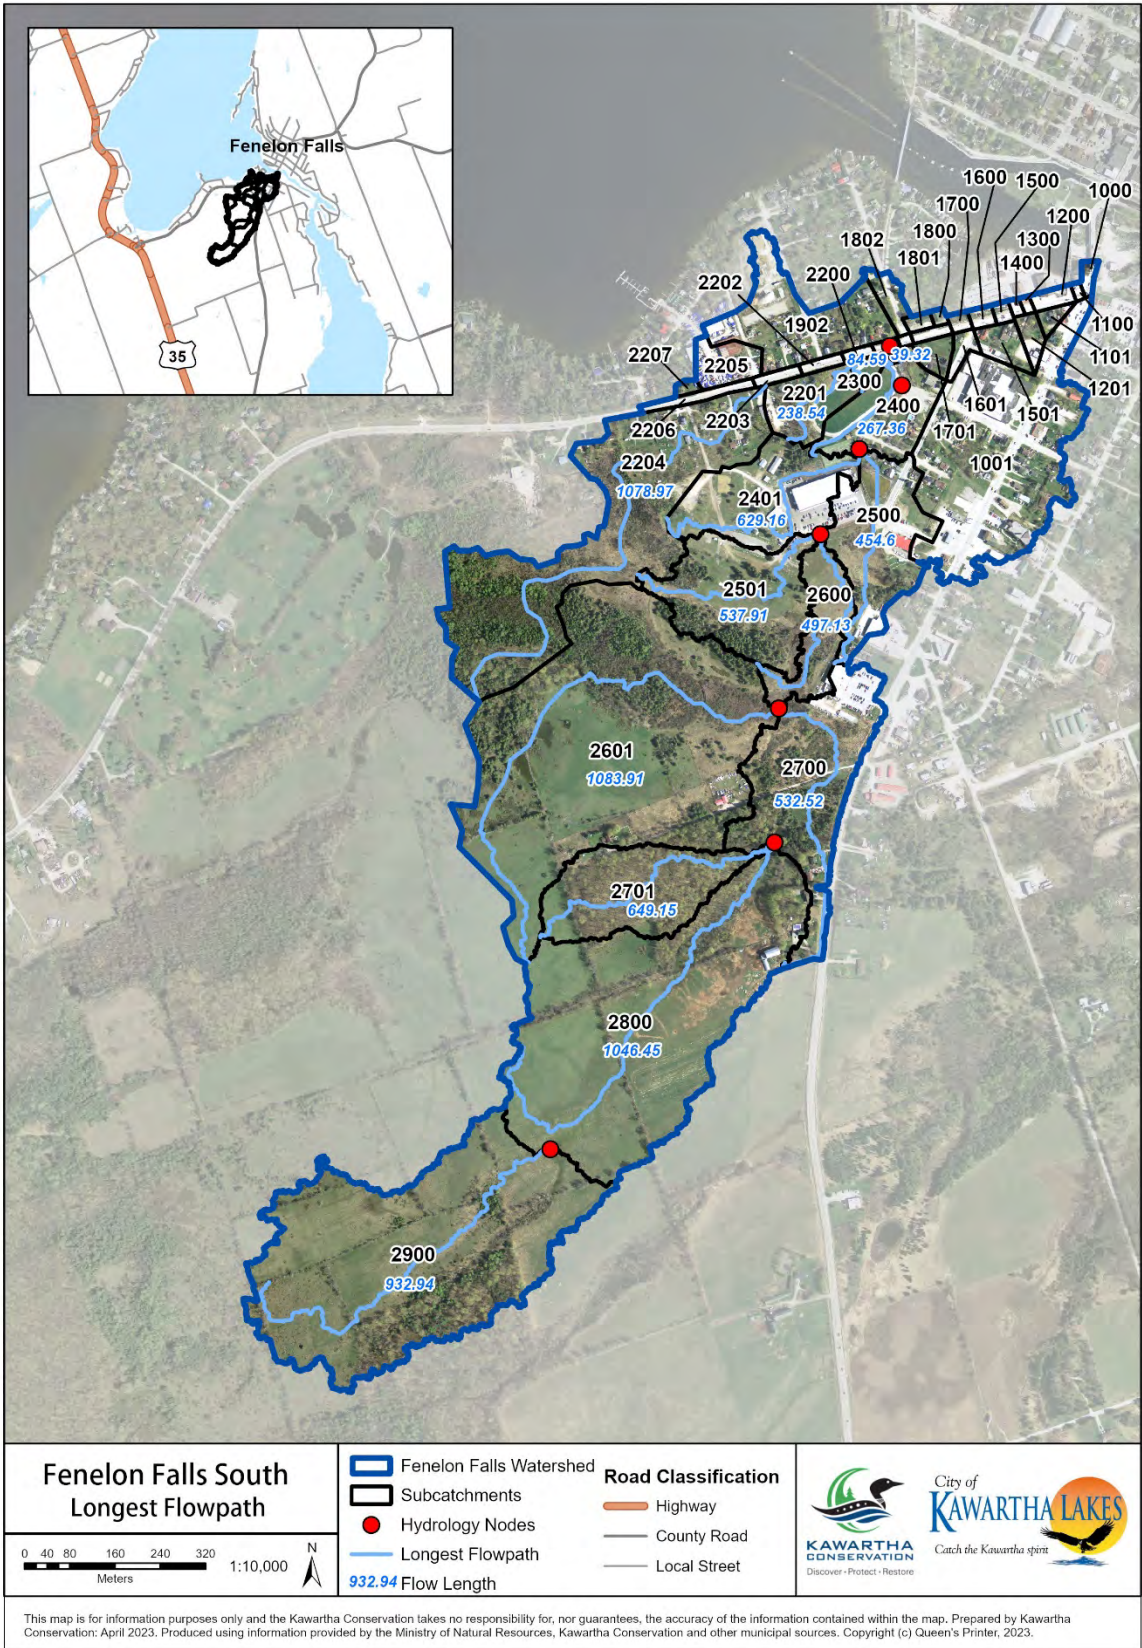 Fenelon Falls
35
1600
1500
1000
1700
1200
1800
1300
1802
1801
1400
2200
2202
1902
1100
2207
2205
84.59
39.32
1101
2300
2201
1201
2400
238.54
2203
1601
1501
2206
267.36
1701
2204
1001
1078.97
2401
629.16
2500
454.6
2501
2600
537.91
497.13
2601
1083.91
2700
532.52
2701
649.15
2800
1046.45
2900
932.94
Fenelon Falls South
Longest Flowpath
0 40 80 160 240 320
Meters
1:10,000
N
Fenelon Falls Watershed
Subcatchments
Hydrology Nodes
Longest Flowpath
932.94 Flow Length
Road Classification
Highway
County Road
Local Street
KAWARTHA
CONSERVATION
Discover • Protect • Restore
City of
KAWARTHA LAKES
Catch the Kawartha spirit
This map is for information purposes only and the Kawartha Conservation takes no responsibility for, nor guarantees, the accuracy of the information contained within the map. Prepared by Kawartha
Conservation: April 2023. Produced using information provided by the Ministry of Natural Resources, Kawartha Conservation and other municipal sources. Copyright (c) Queen's Printer, 2023.